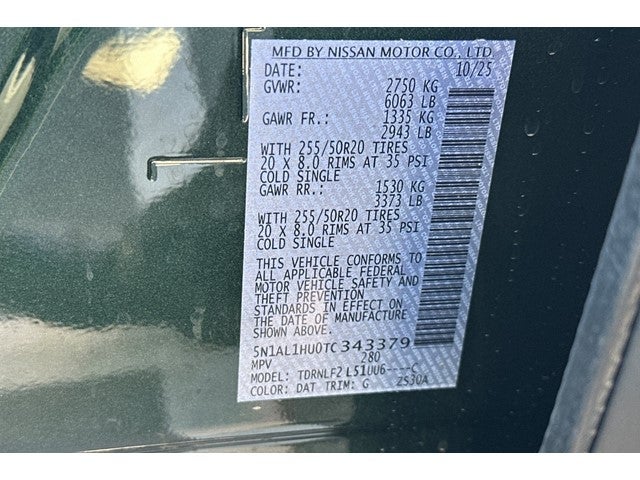 MFD BY NISSAN MOTOR CO., LTD.
DATE: 10/25
GVWR: 2750 KG
6063 LB
GAWR FR.: 1335 KG
2943 LB
WITH 255/50R20 TIRES
20 X 8.0 RIMS AT 35 PSI
COLD SINGLE
GAWR RR.: 1530 KG
3373 LB
WITH 255/50R20 TIRES
20 X 8.0 RIMS AT 35 PSI
COLD SINGLE
THIS VEHICLE CONFORMS TO
ALL APPLICABLE FEDERAL
MOTOR VEHICLE SAFETY AND
THEFT PREVENTION
STANDARDS IN EFFECT ON
THE DATE OF MANUFACTURE
SHOWN ABOVE.
5N1AL1HU0TC343379
MPV 280
MODEL: TDRNLF2 L51UU6----C
COLOR: DAT TRIM: G ZS30A